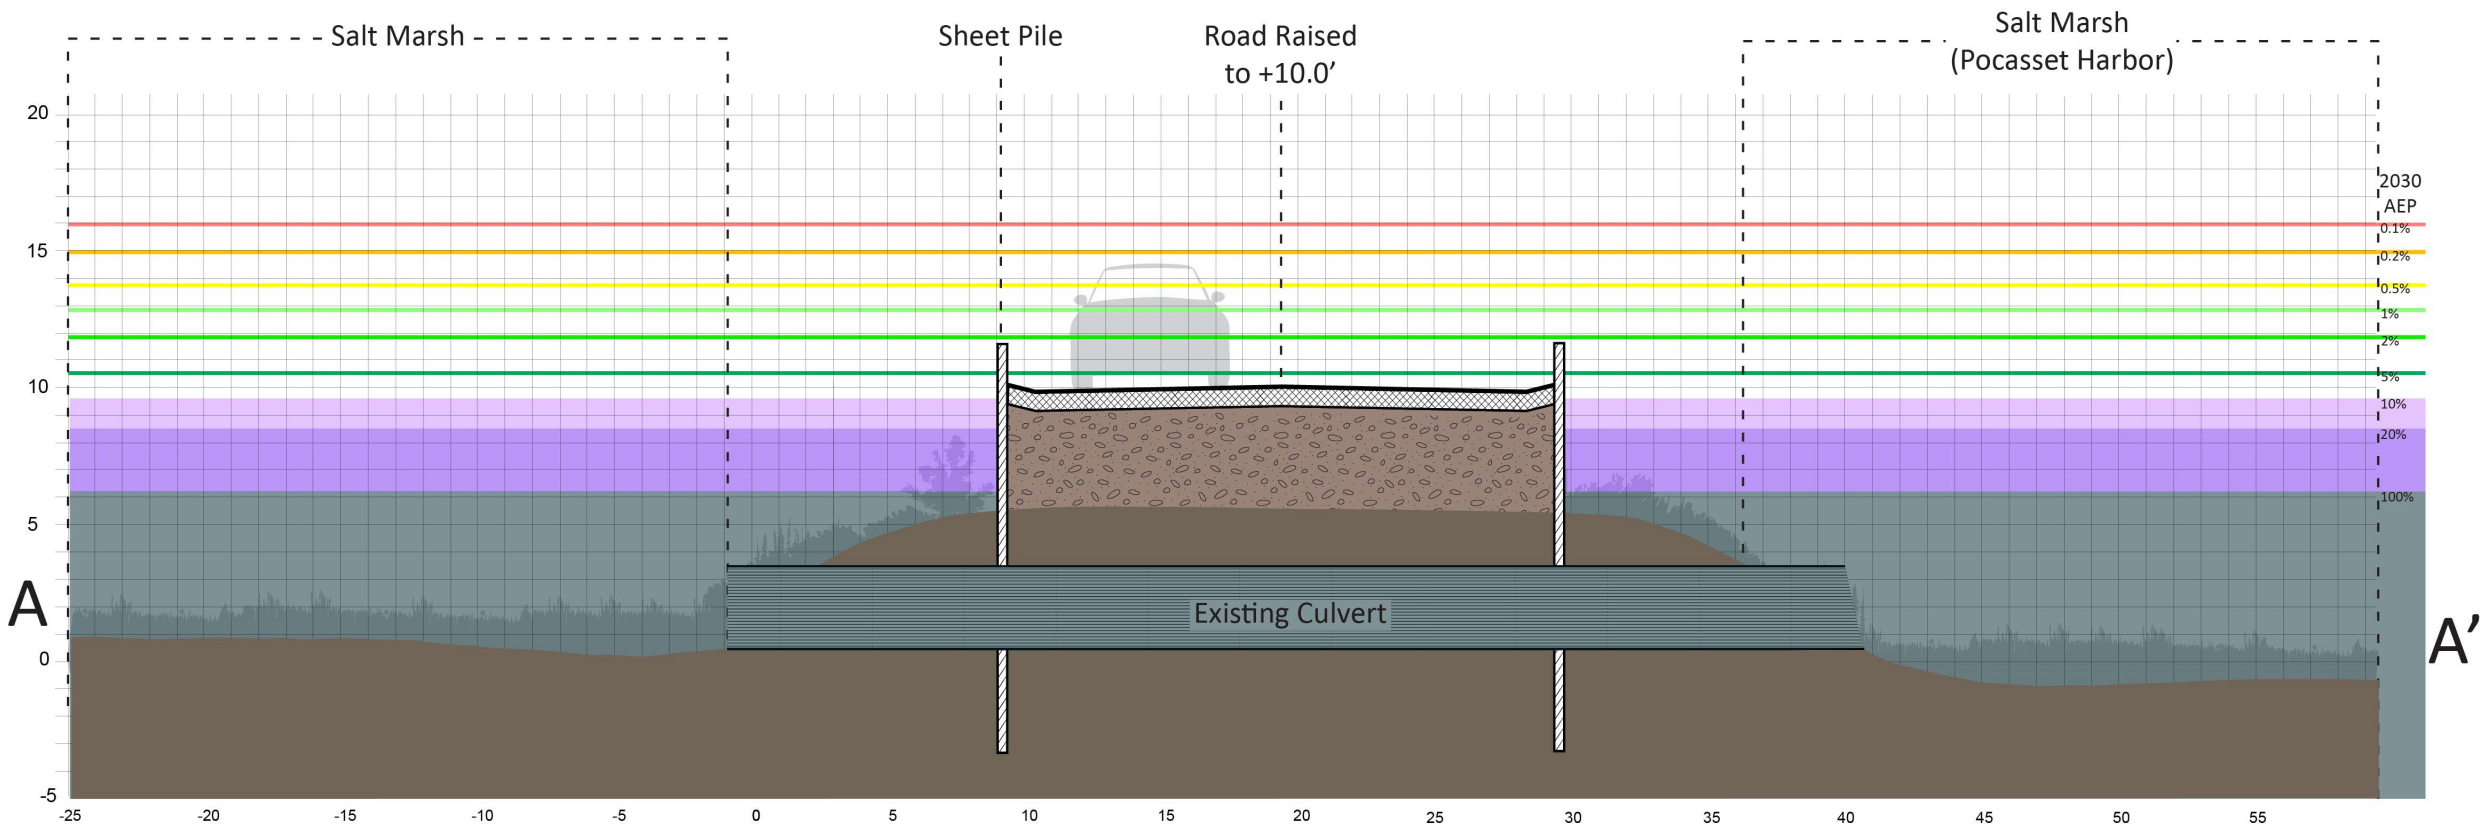 Salt Marsh
Sheet Pile
Road Raised
to +10.0’
Salt Marsh
(Pocasset Harbor)
20
15
10
5
0
-5
2030
AEP
0.1%
0.2%
0.5%
1%
2%
5%
10%
20%
100%
A
Existing Culvert
A’
-25 -20 -15 -10 -5 0 5 10 15 20 25 30 35 40 45 50 55